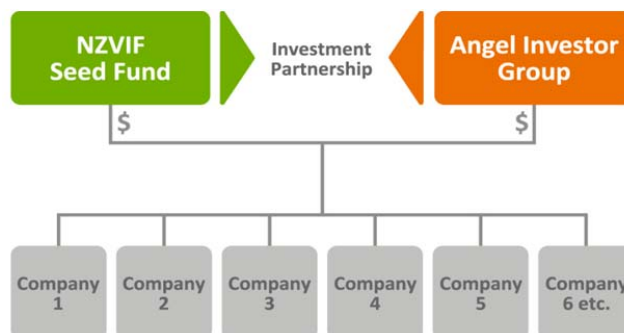 NZVIF
Seed Fund
Investment
Partnership
Angel Investor
Group
$
$
Company
1
Company
2
Company
3
Company
4
Company
5
Company
6 etc.